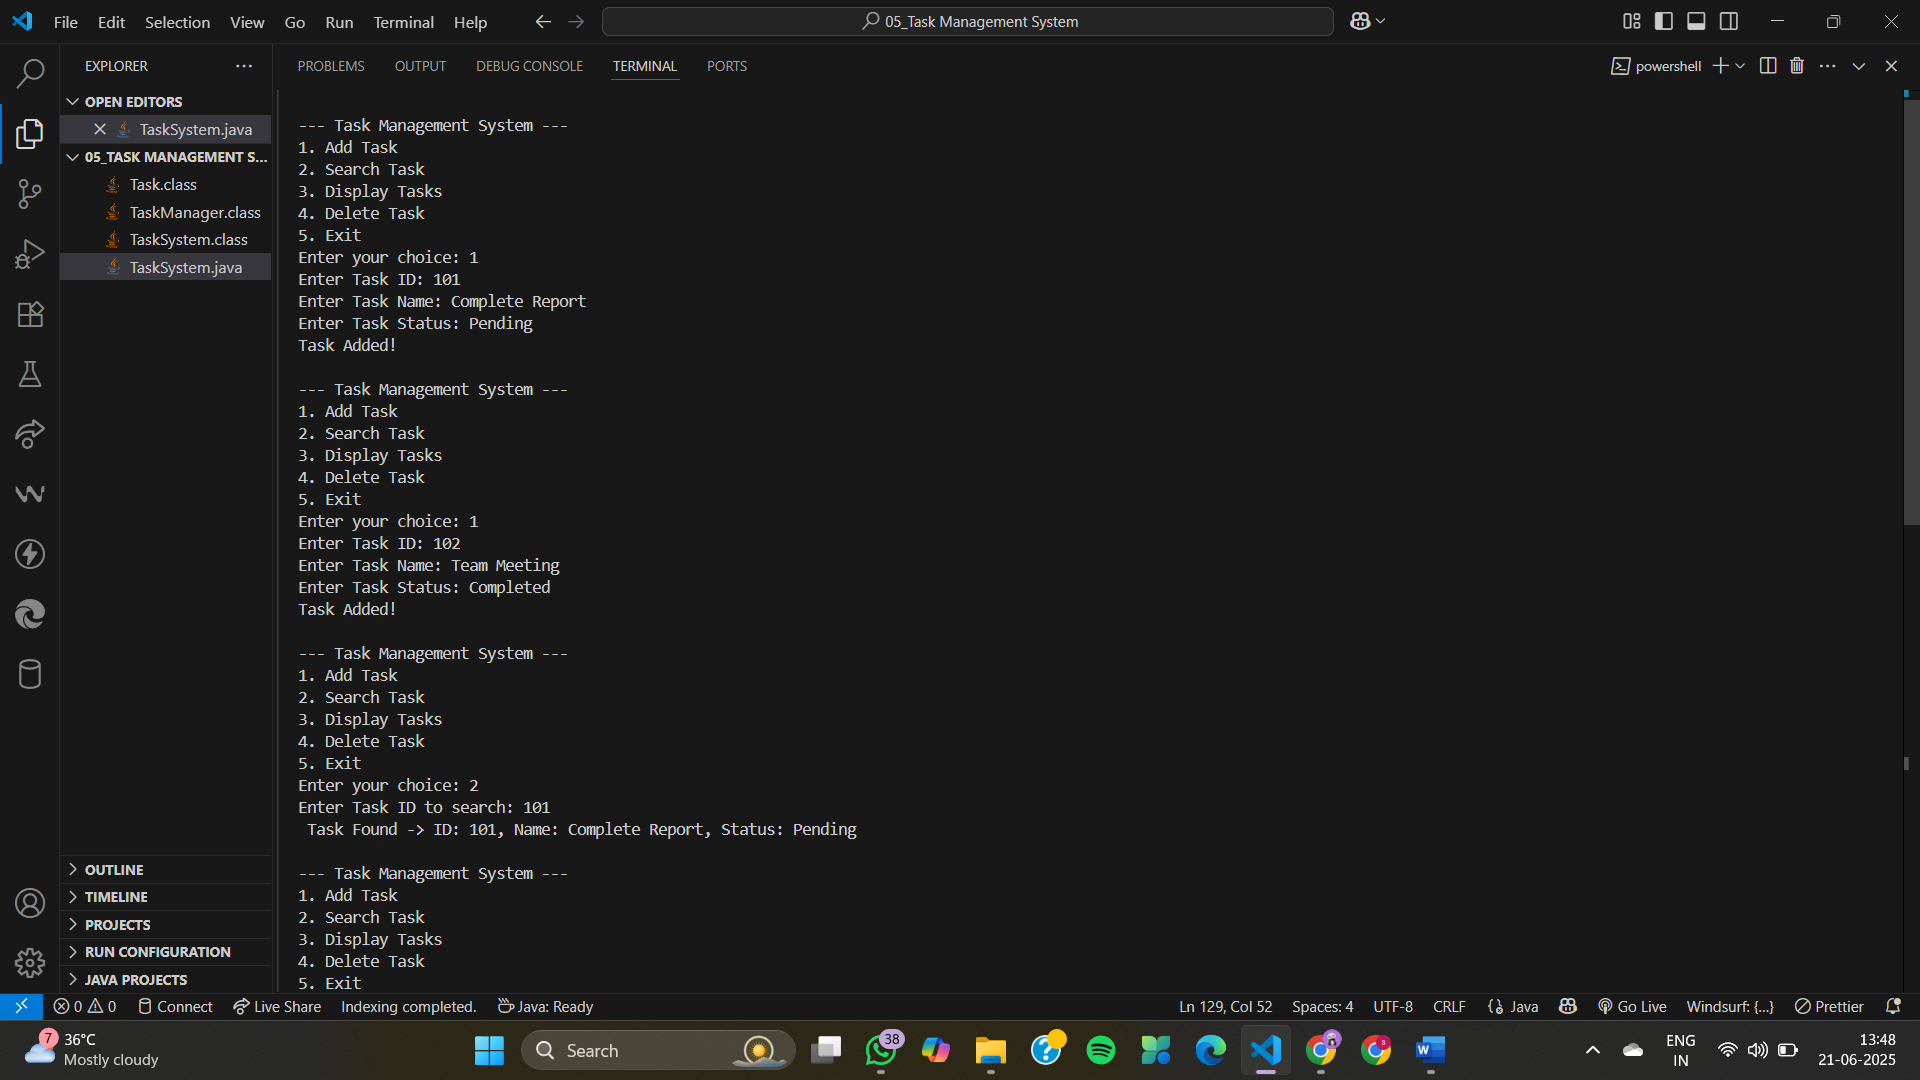 File Edit Selection View Go Run Terminal Help
05_Task Management System
EXPLORER
OPEN EDITORS
TaskSystem.java
05_TASK MANAGEMENT S...
Task.class
TaskManager.class
TaskSystem.class
TaskSystem.java
OUTLINE
TIMELINE
PROJECTS
RUN CONFIGURATION
JAVA PROJECTS
PROBLEMS OUTPUT DEBUG CONSOLE TERMINAL PORTS
powershell
--- Task Management System ---
1. Add Task
2. Search Task
3. Display Tasks
4. Delete Task
5. Exit
Enter your choice: 1
Enter Task ID: 101
Enter Task Name: Complete Report
Enter Task Status: Pending
Task Added!
--- Task Management System ---
1. Add Task
2. Search Task
3. Display Tasks
4. Delete Task
5. Exit
Enter your choice: 1
Enter Task ID: 102
Enter Task Name: Team Meeting
Enter Task Status: Completed
Task Added!
--- Task Management System ---
1. Add Task
2. Search Task
3. Display Tasks
4. Delete Task
5. Exit
Enter your choice: 2
Enter Task ID to search: 101
Task Found -> ID: 101, Name: Complete Report, Status: Pending
--- Task Management System ---
1. Add Task
2. Search Task
3. Display Tasks
4. Delete Task
5. Exit
0 0 Connect Live Share Indexing completed. Java: Ready
Ln 129, Col 52 Spaces: 4 UTF-8 CRLF Java Go Live Windsurf: {...} Prettier
7
36°C
Mostly cloudy
Search
38
ENG
IN
13:48
21-06-2025